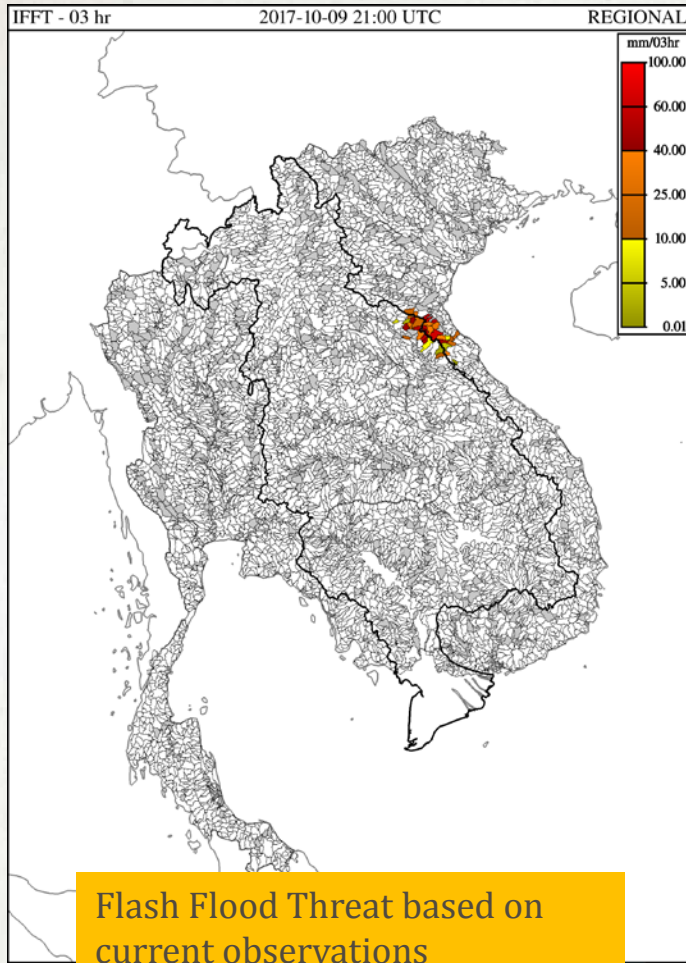 IFFT - 03 hr 2017-10-09 21:00 UTC REGIONAL
mm/03hr
100.00
60.00
40.00
25.00
10.00
5.00
0.01
Flash Flood Threat based on
current observations